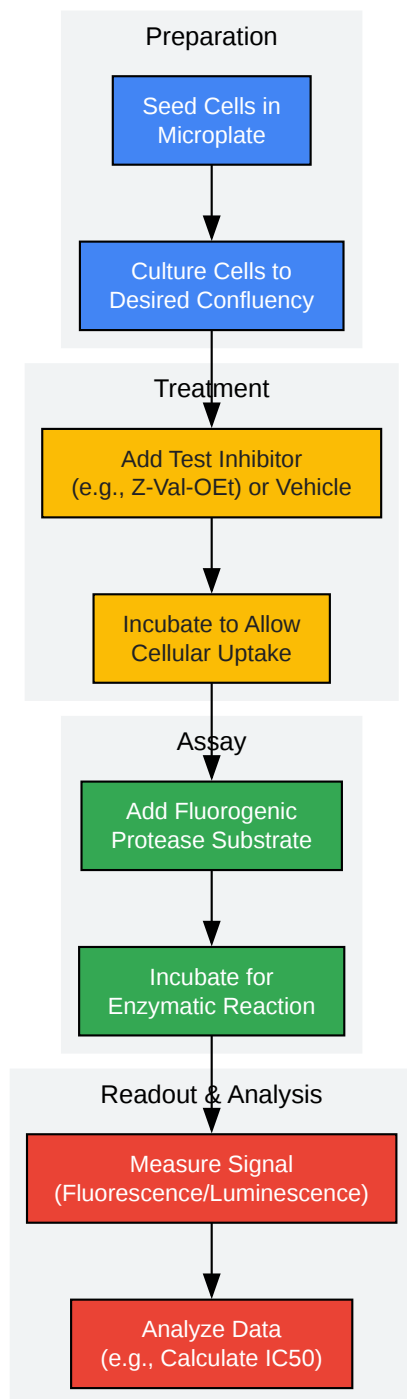 Preparation
Seed Cells in
Microplate
Culture Cells to
Desired Confluency
Treatment
Add Test Inhibitor
(e.g., Z-Val-OEt) or Vehicle
Incubate to Allow
Cellular Uptake
Assay
Add Fluorogenic
Protease Substrate
Incubate for
Enzymatic Reaction
Readout & Analysis
Measure Signal
(Fluorescence/Luminescence)
Analyze Data
(e.g., Calculate IC50)